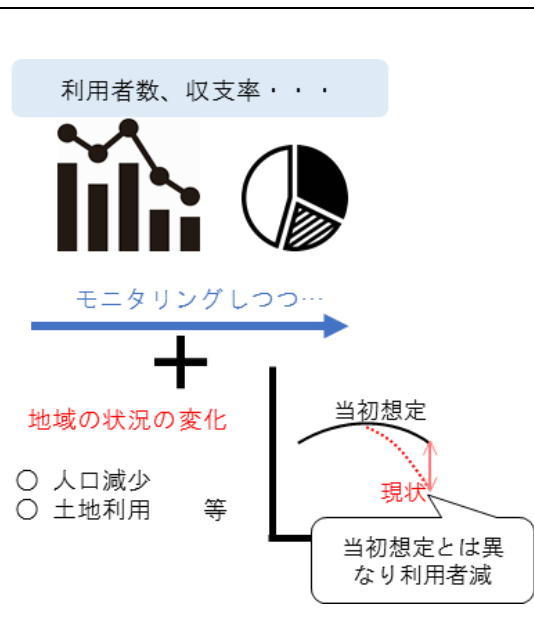 利用者数、収支率・・・
モニタリングしつつ…
地域の状況の変化
○ 人口減少
○ 土地利用　　等
当初想定
現状
当初想定とは異
なり利用者減